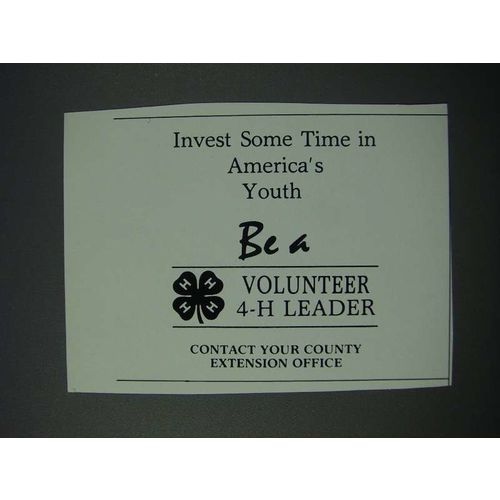 Invest Some Time in
America's
Youth
Be a
H H
H H
VOLUNTEER
4-H LEADER
CONTACT YOUR COUNTY
EXTENSION OFFICE